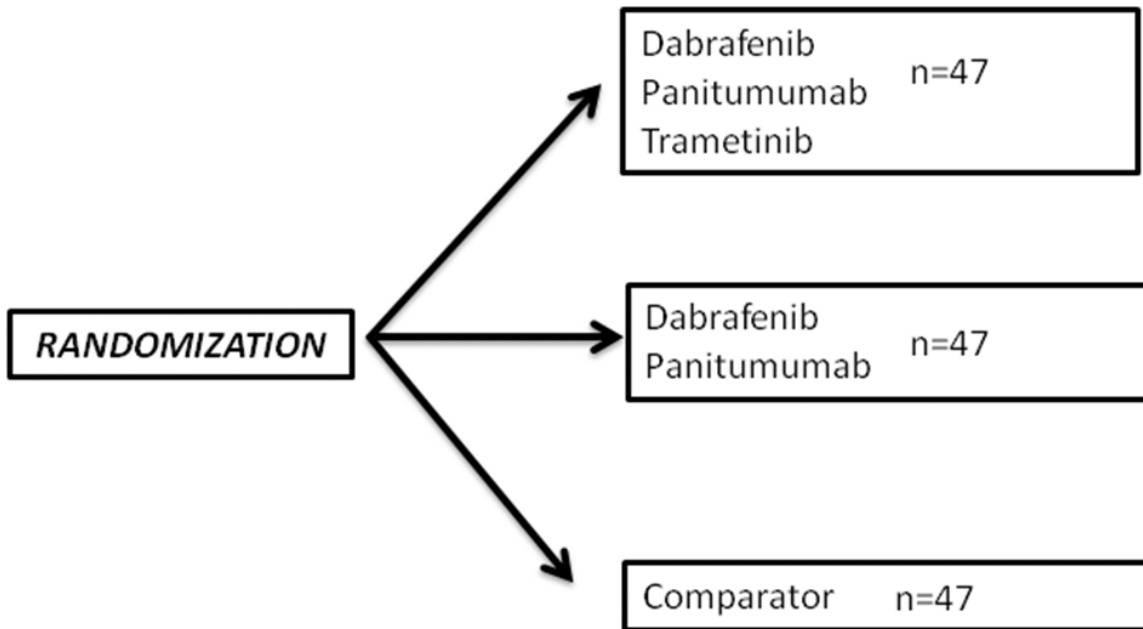 Dabrafenib
Panitumumab n=47
Trametinib
RANDOMIZATION
Dabrafenib
Panitumumab n=47
Comparator n=47